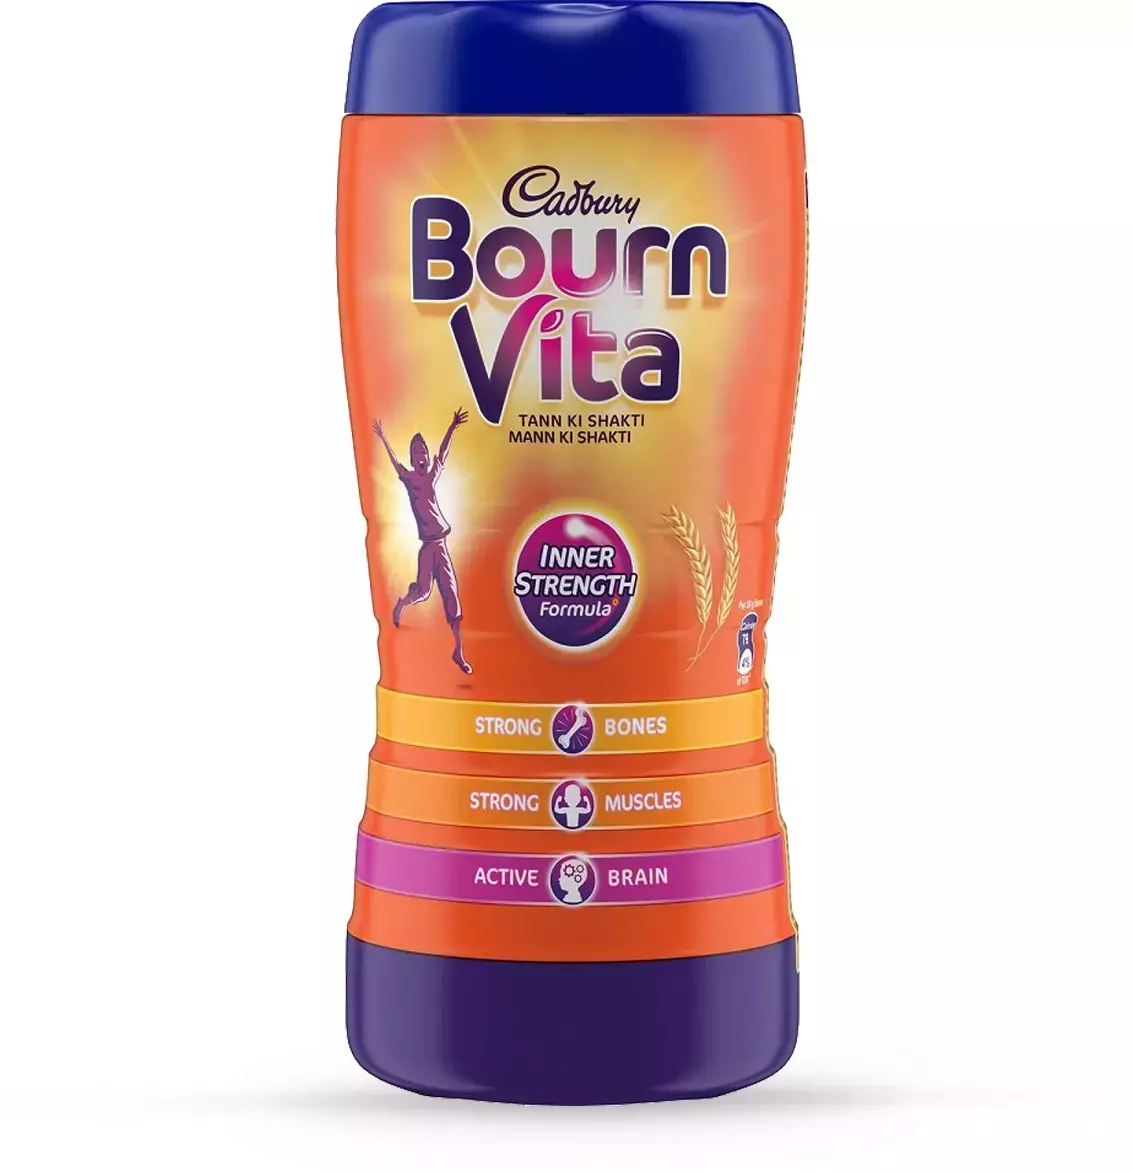 Cadbury
Bourn
Vita
TANN KI SHAKTI
MANN KI SHAKTI
INNER
STRENGTH
Formula
STRONG BONES
STRONG MUSCLES
ACTIVE BRAIN